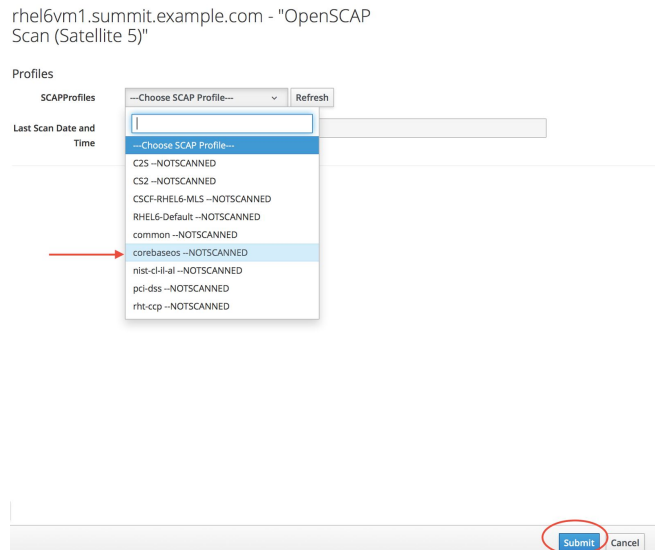 rhel6vm1.summit.example.com - "OpenSCAP
Scan (Satellite 5)"
Profiles
SCAPProfiles
---Choose SCAP Profile---
Refresh
Last Scan Date and
Time
---Choose SCAP Profile---
C2S --NOTSCANNED
CS2 --NOTSCANNED
CSCF-RHEL6-MLS --NOTSCANNED
RHEL6-Default --NOTSCANNED
common --NOTSCANNED
corebaseos --NOTSCANNED
nist-cl-il-al --NOTSCANNED
pci-dss --NOTSCANNED
rht-ccp --NOTSCANNED
Submit
Cancel